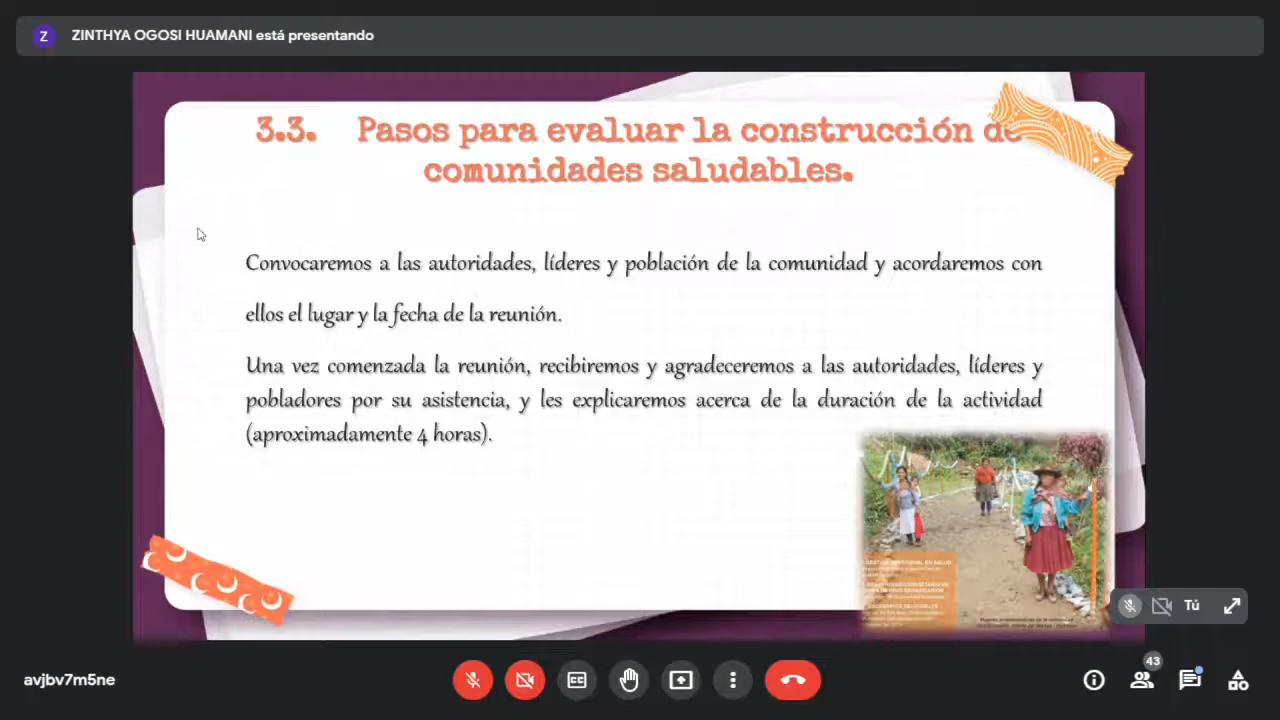 Z
ZINTHYA OGOSI HUAMANI está presentando
3.3. Pasos para evaluar la construcción de
comunidades saludables.
Convocaremos a las autoridades, líderes y población de la comunidad y acordaremos con
ellos el lugar y la fecha de la reunión.
Una vez comenzada la reunión, recibiremos y agradeceremos a las autoridades, líderes y
pobladores por su asistencia, y les explicaremos acerca de la duración de la actividad
(aproximadamente 4 horas).
Tú
avjbv7m5ne
CC
43